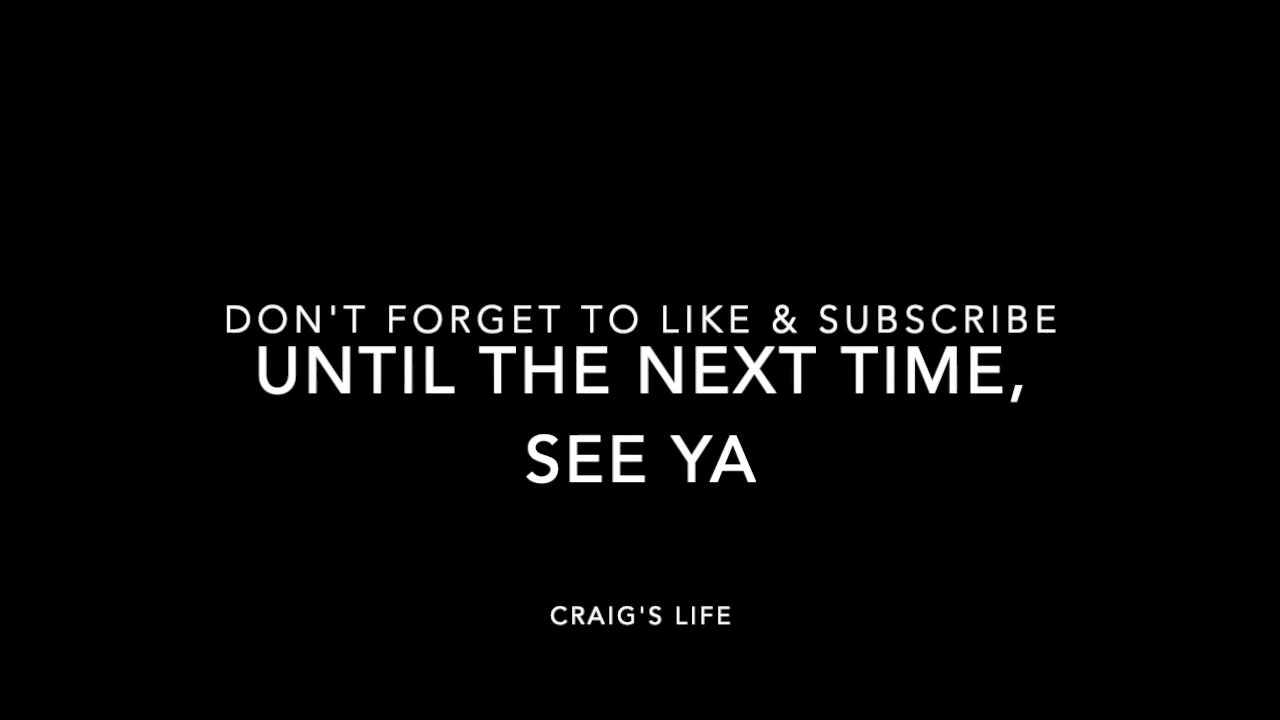 DON'T FORGET TO LIKE & SUBSCRIBE
UNTIL THE NEXT TIME,
SEE YA
CRAIG'S LIFE